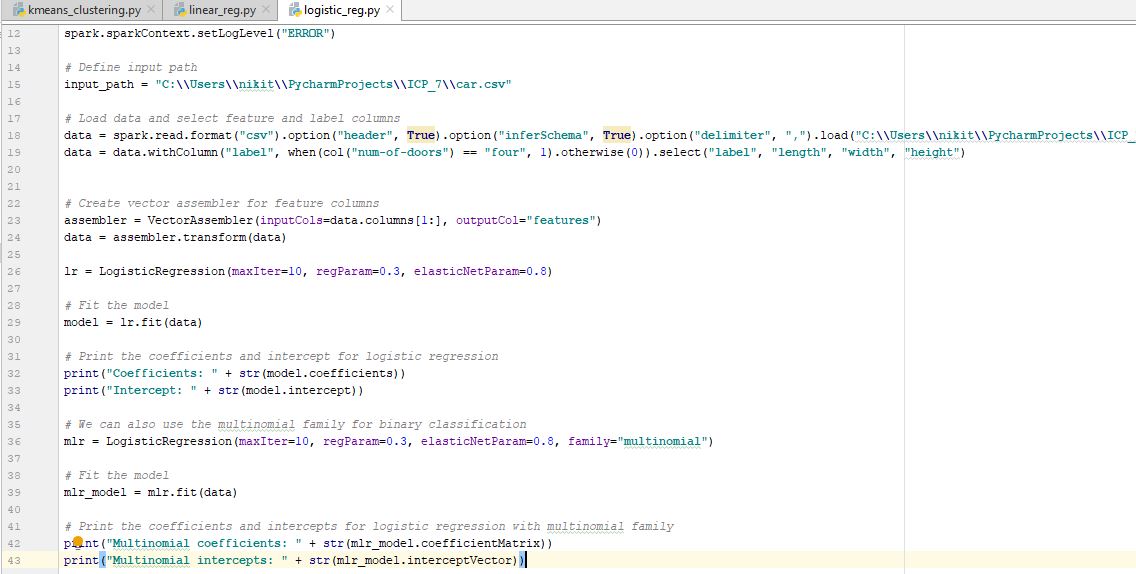 kmeans_clustering.py linear_reg.py logistic_reg.py
12 spark.sparkContext.setLogLevel("ERROR")
13
14 # Define input path
15 input_path = "C:\\Users\\nikit\\PycharmProjects\\ICP_7\\car.csv"
16
17 # Load data and select feature and label columns
18 data = spark.read.format("csv").option("header", True).option("inferSchema", True).option("delimiter", ",").load("C:\\Users\\nikit\\PycharmProjects\\ICP_
19 data = data.withColumn("label", when(col("num-of-doors") == "four", 1).otherwise(0)).select("label", "length", "width", "height")
20
21
22 # Create vector assembler for feature columns
23 assembler = VectorAssembler(inputCols=data.columns[1:], outputCol="features")
24 data = assembler.transform(data)
25
26 lr = LogisticRegression(maxIter=10, regParam=0.3, elasticNetParam=0.8)
27
28 # Fit the model
29 model = lr.fit(data)
30
31 # Print the coefficients and intercept for logistic regression
32 print("Coefficients: " + str(model.coefficients))
33 print("Intercept: " + str(model.intercept))
34
35 # We can also use the multinomial family for binary classification
36 mlr = LogisticRegression(maxIter=10, regParam=0.3, elasticNetParam=0.8, family="multinomial")
37
38 # Fit the model
39 mlr_model = mlr.fit(data)
40
41 # Print the coefficients and intercepts for logistic regression with multinomial family
42 print("Multinomial coefficients: " + str(mlr_model.coefficientMatrix))
43 print("Multinomial intercepts: " + str(mlr_model.interceptVector))